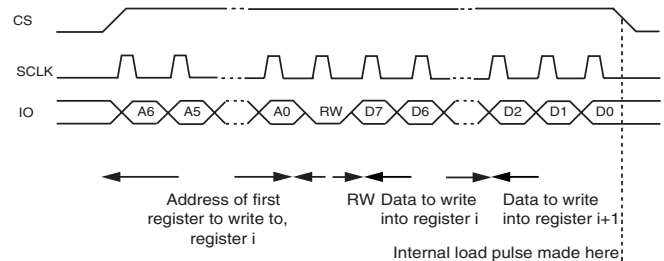 CS
SCLK
IO A6 A5 A0 RW D7 D6 D2 D1 D0
Address of first
register to write to,
register i
RW Data to write
into register i
Data to write
into register i+1
Internal load pulse made here